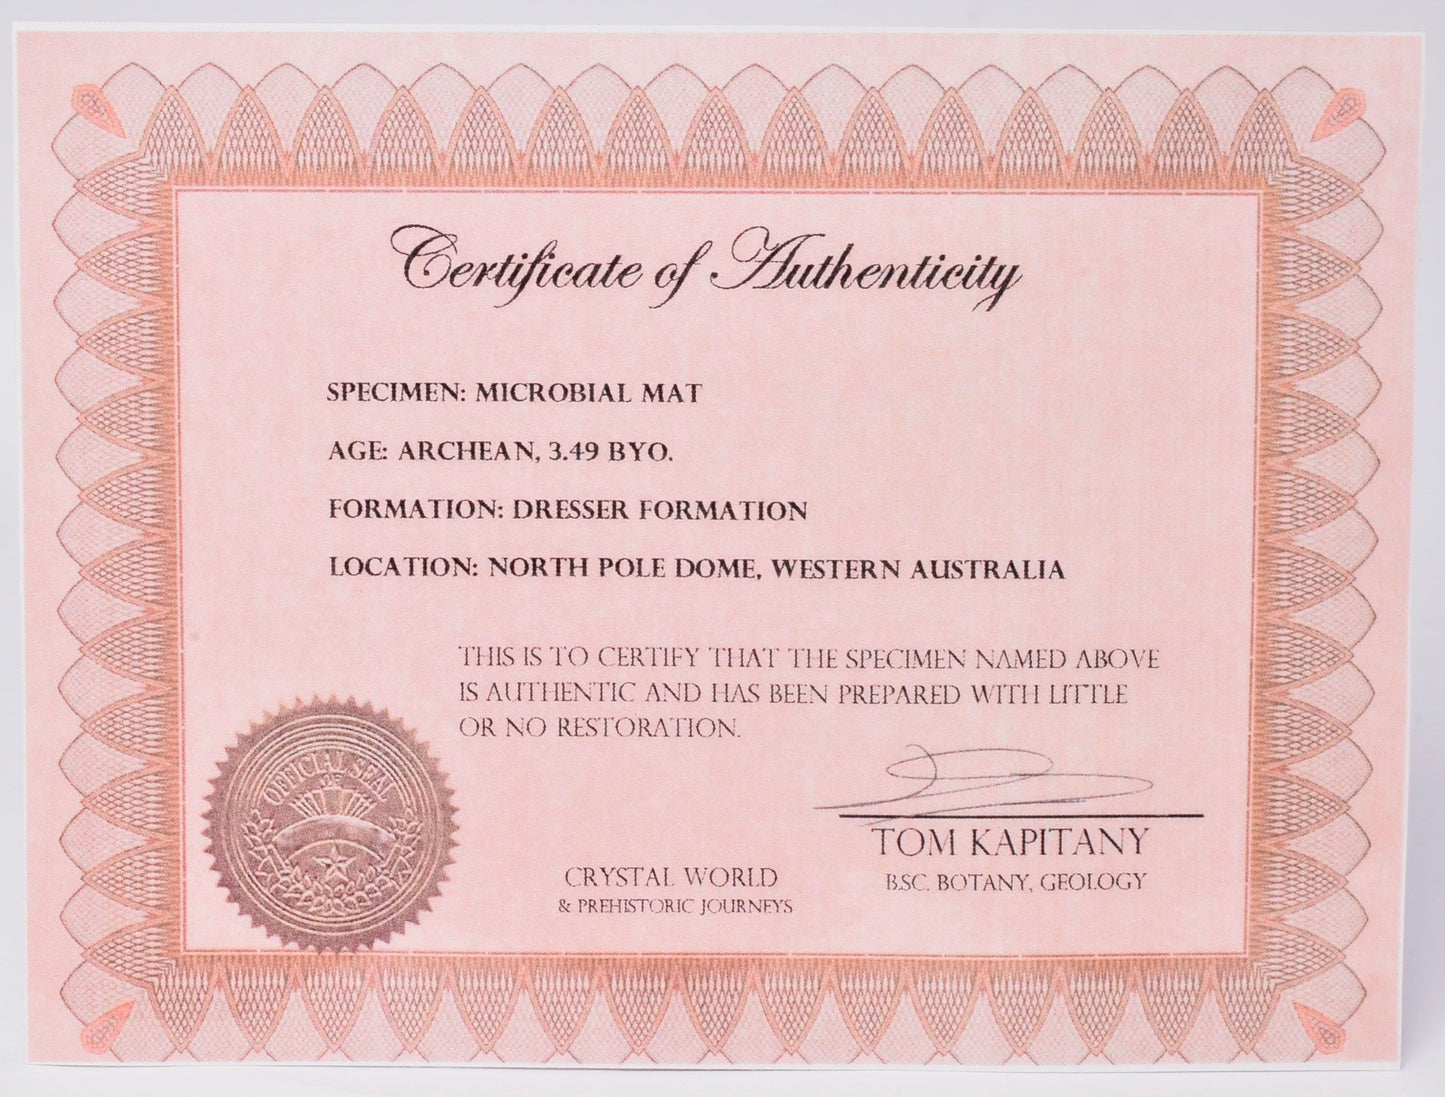 Certificate of Authenticity
SPECIMEN: MICROBIAL MAT
AGE: ARCHEAN, 3.49 BYO.
FORMATION: DRESSER FORMATION
LOCATION: NORTH POLE DOME, WESTERN AUSTRALIA
THIS IS TO CERTIFY THAT THE SPECIMEN NAMED ABOVE
IS AUTHENTIC AND HAS BEEN PREPARED WITH LITTLE
OR NO RESTORATION.
OFFICIAL SEAL
OF
TOM KAPITANY
B.SC. BOTANY, GEOLOGY
CRYSTAL WORLD
& PREHISTORIC JOURNEYS